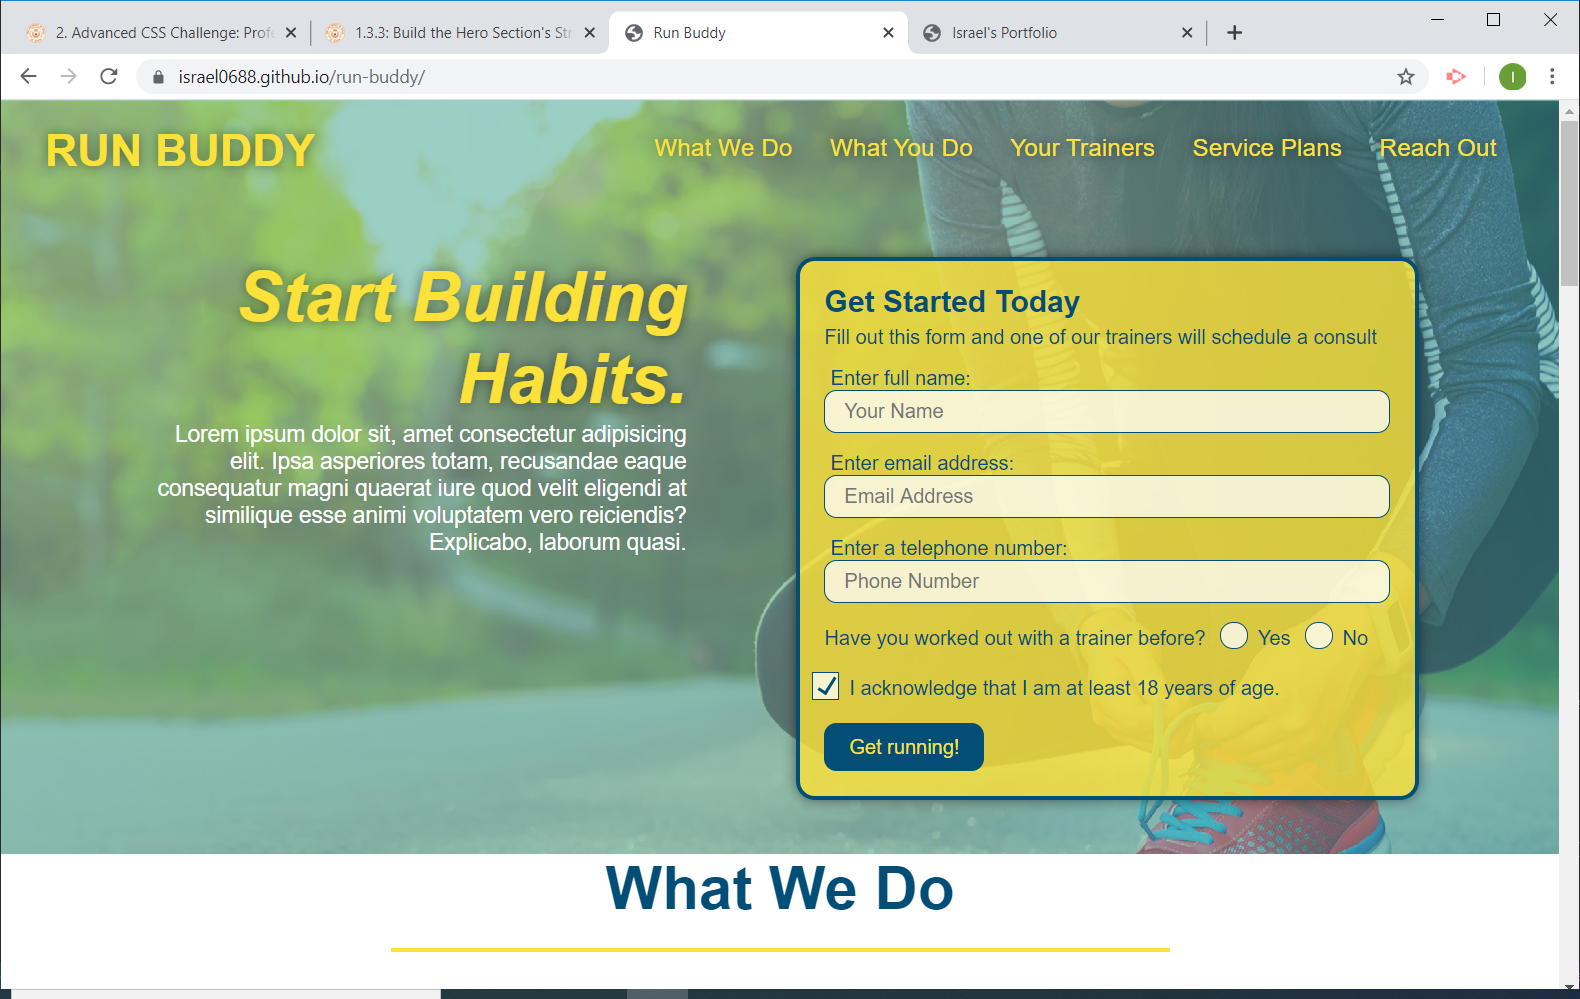 2. Advanced CSS Challenge: Prof
1.3.3: Build the Hero Section's St
Run Buddy
Israel's Portfolio
israel0688.github.io/run-buddy/
I
RUN BUDDY
What We Do
What You Do
Your Trainers
Service Plans
Reach Out
Start Building
Habits.
Lorem ipsum dolor sit, amet consectetur adipisicing
elit. Ipsa asperiores totam, recusandae eaque
consequatur magni quaerat iure quod velit eligendi at
similique esse animi voluptatem vero reiciendis?
Explicabo, laborum quasi.
Get Started Today
Fill out this form and one of our trainers will schedule a consult
Enter full name:
Your Name
Enter email address:
Email Address
Enter a telephone number:
Phone Number
Have you worked out with a trainer before? Yes No
I acknowledge that I am at least 18 years of age.
Get running!
What We Do